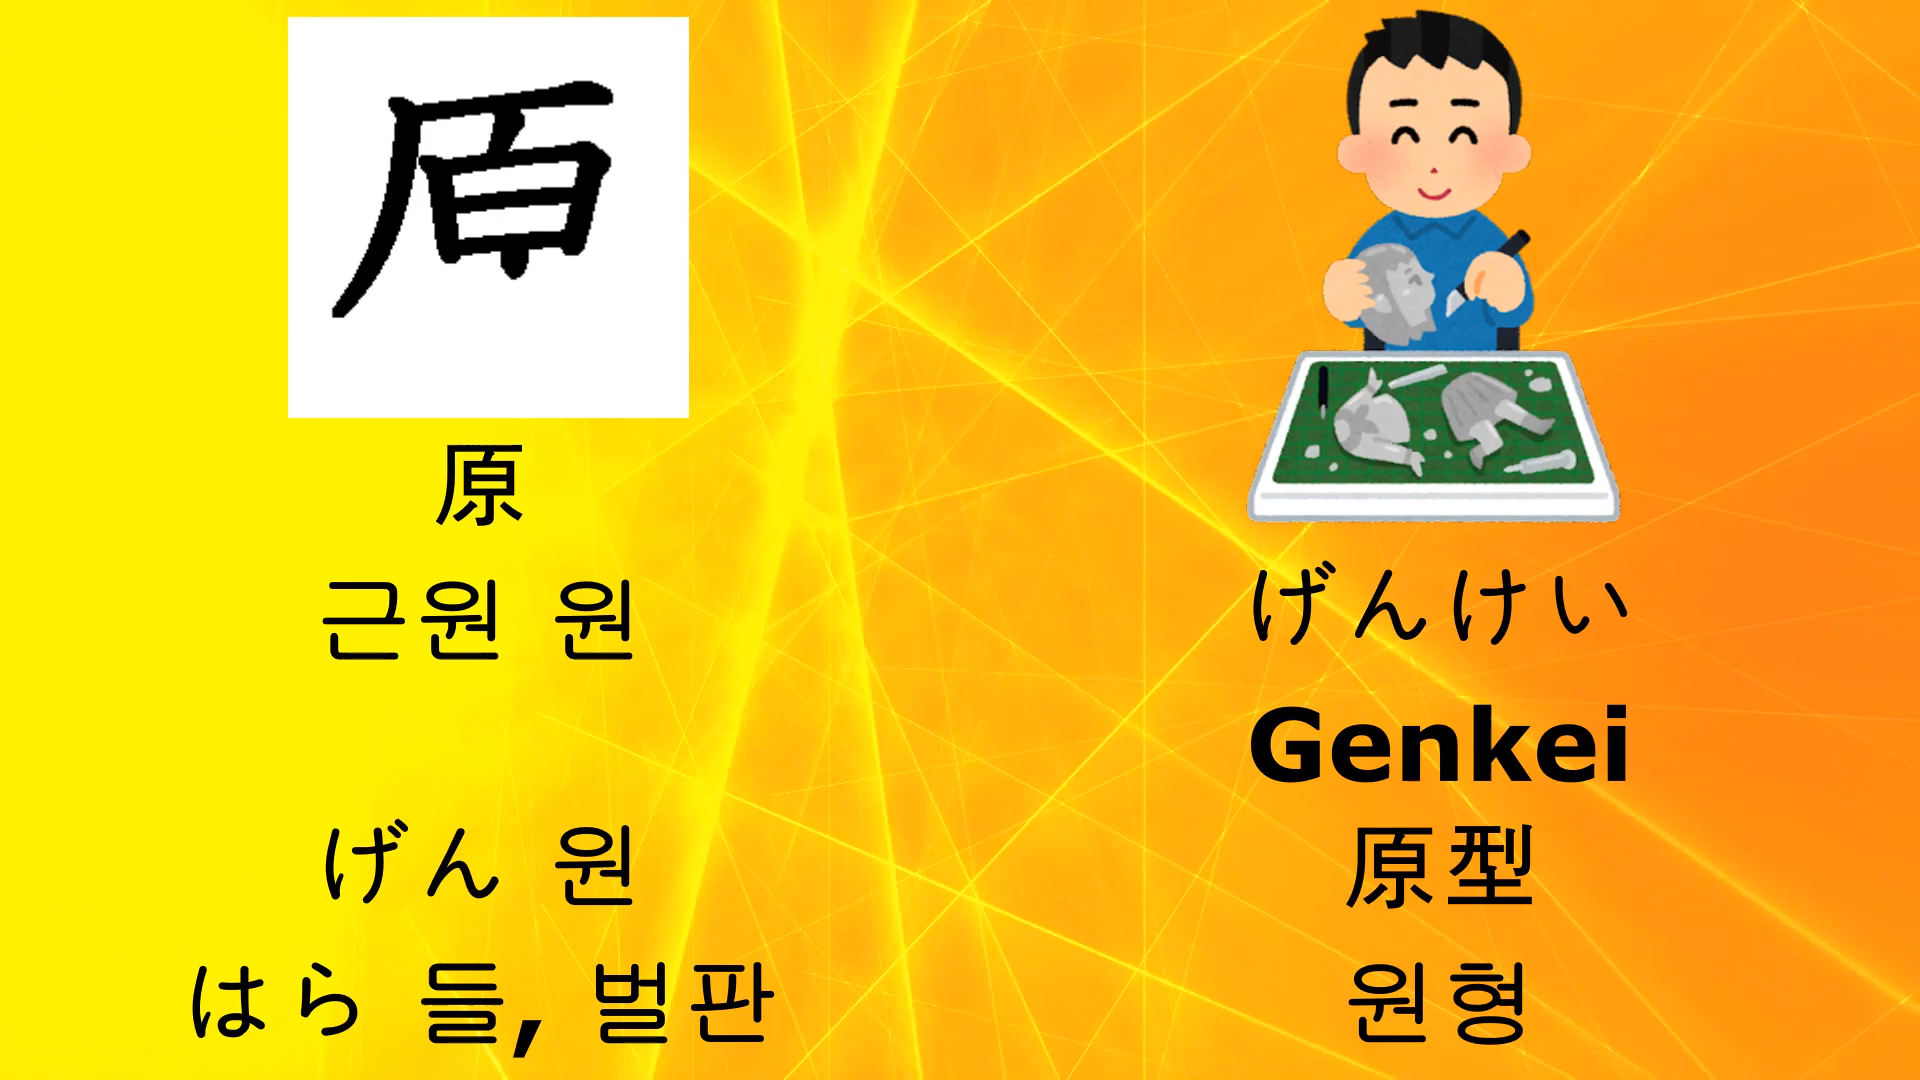 原
근원 원
げん 원
はら 들, 벌판
げんけい
Genkei
原型
원형